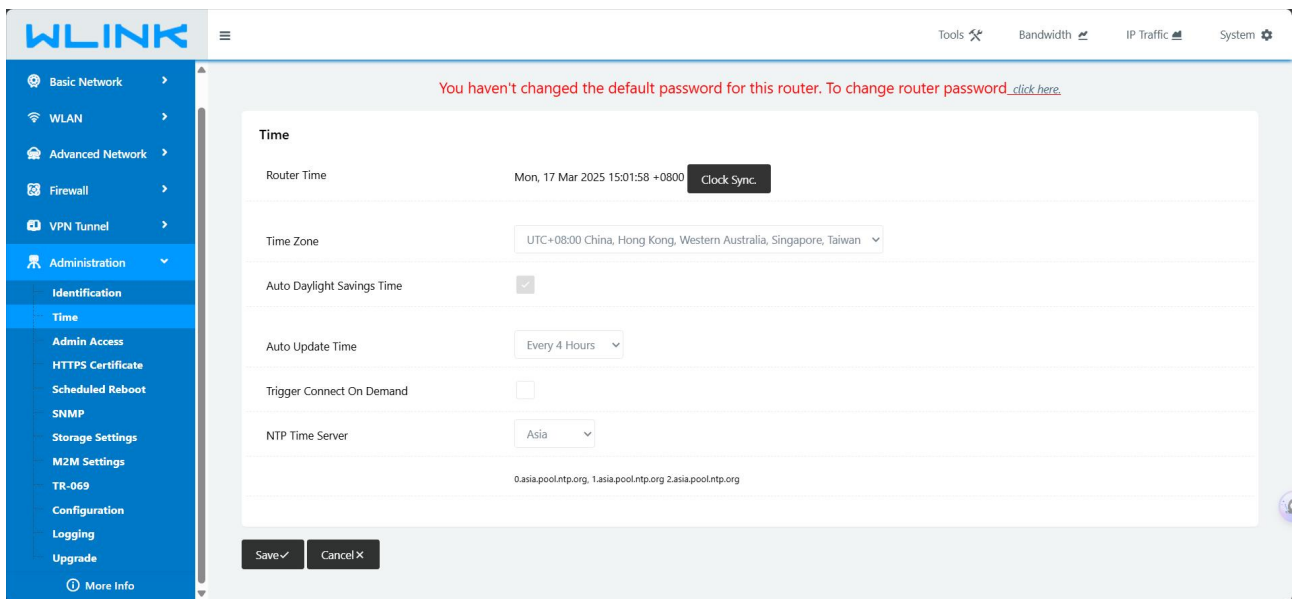 WLINK
Tools Bandwidth IP Traffic System
Basic Network
WLAN
Advanced Network
Firewall
VPN Tunnel
Administration
Identification
Time
Admin Access
HTTPS Certificate
Scheduled Reboot
SNMP
Storage Settings
M2M Settings
TR-069
Configuration
Logging
Upgrade
More Info
You haven't changed the default password for this router. To change router password click here.
Time
Router Time Mon, 17 Mar 2025 15:01:58 +0800 Clock Sync.
Time Zone UTC+08:00 China, Hong Kong, Western Australia, Singapore, Taiwan
Auto Daylight Savings Time
Auto Update Time Every 4 Hours
Trigger Connect On Demand
NTP Time Server Asia
0.asia.pool.ntp.org, 1.asia.pool.ntp.org 2.asia.pool.ntp.org
Save Cancel